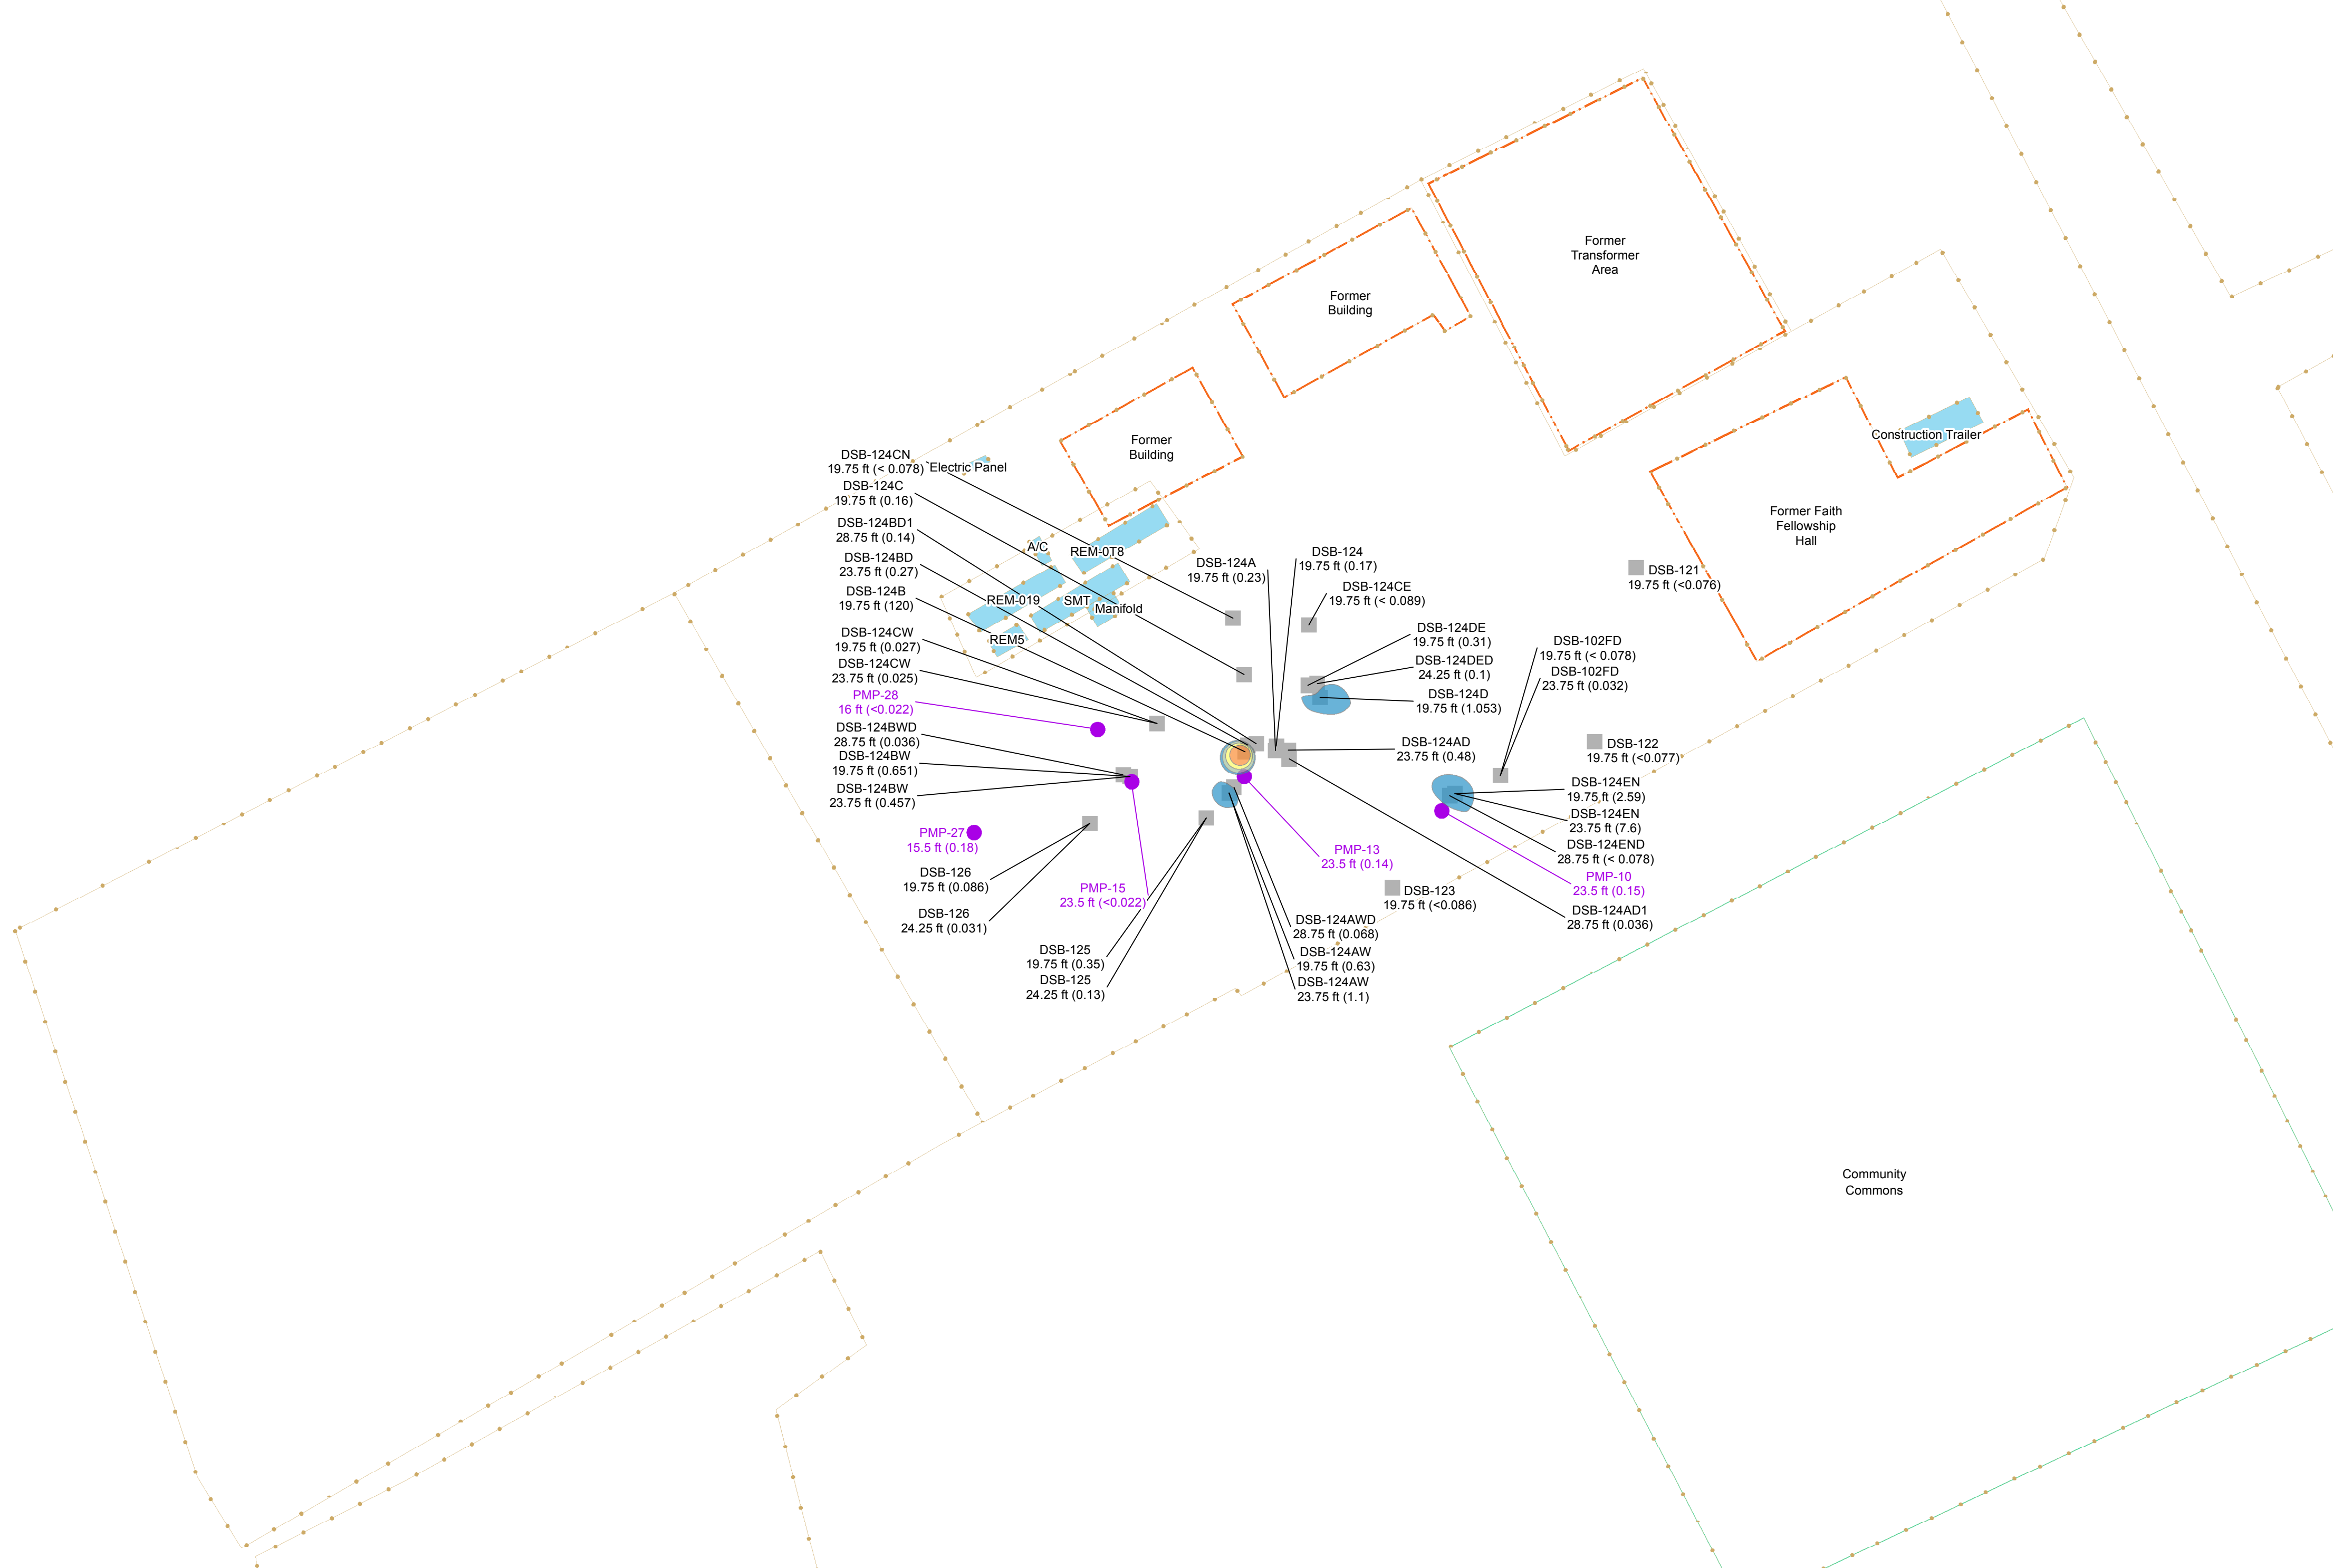 Former
Transformer
Area
Former
Building
Former
Building
Construction Trailer
Former Faith
Fellowship
Hall
DSB-124CN
19.75 ft (< 0.078)
Electric Panel
DSB-124C
19.75 ft (0.16)
DSB-124BD1
28.75 ft (0.14)
DSB-124BD
23.75 ft (0.27)
DSB-124B
19.75 ft (120)
DSB-124CW
19.75 ft (0.027)
DSB-124CW
23.75 ft (0.025)
PMP-28
16 ft (<0.022)
DSB-124BWD
28.75 ft (0.036)
DSB-124BW
19.75 ft (0.651)
DSB-124BW
23.75 ft (0.457)
PMP-27
15.5 ft (0.18)
DSB-126
19.75 ft (0.086)
DSB-126
24.25 ft (0.031)
A/C
REM-0T8
REM-019
SMT
Manifold
REM5
DSB-124A
19.75 ft (0.23)
DSB-124
19.75 ft (0.17)
DSB-124CE
19.75 ft (< 0.089)
DSB-124DE
19.75 ft (0.31)
DSB-124DED
24.25 ft (0.1)
DSB-124D
19.75 ft (1.053)
DSB-124AD
23.75 ft (0.48)
DSB-121
19.75 ft (<0.076)
DSB-102FD
19.75 ft (< 0.078)
DSB-102FD
23.75 ft (0.032)
DSB-122
19.75 ft (<0.077)
DSB-124EN
19.75 ft (2.59)
DSB-124EN
23.75 ft (7.6)
DSB-124END
28.75 ft (< 0.078)
PMP-10
23.5 ft (0.15)
DSB-124AD1
28.75 ft (0.036)
PMP-13
23.5 ft (0.14)
PMP-15
23.5 ft (<0.022)
DSB-123
19.75 ft (<0.086)
DSB-124AWD
28.75 ft (0.068)
DSB-124AW
19.75 ft (0.63)
DSB-124AW
23.75 ft (1.1)
DSB-125
19.75 ft (0.35)
DSB-125
24.25 ft (0.13)
Community
Commons